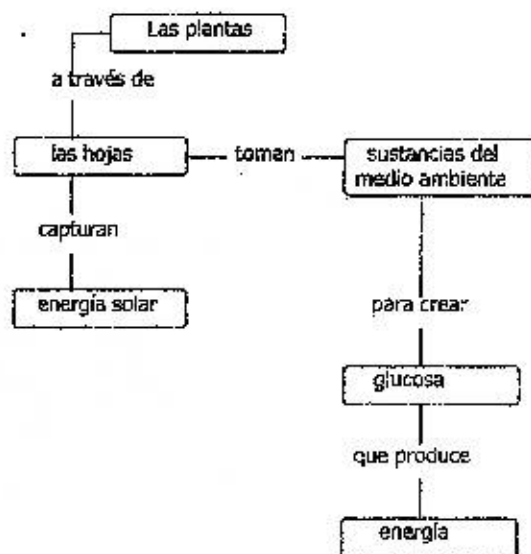 Las plantas
a través de
las hojas
toman
sustancias del
medio ambiente
capturan
energía solar
para crear
glucosa
que produce
energía